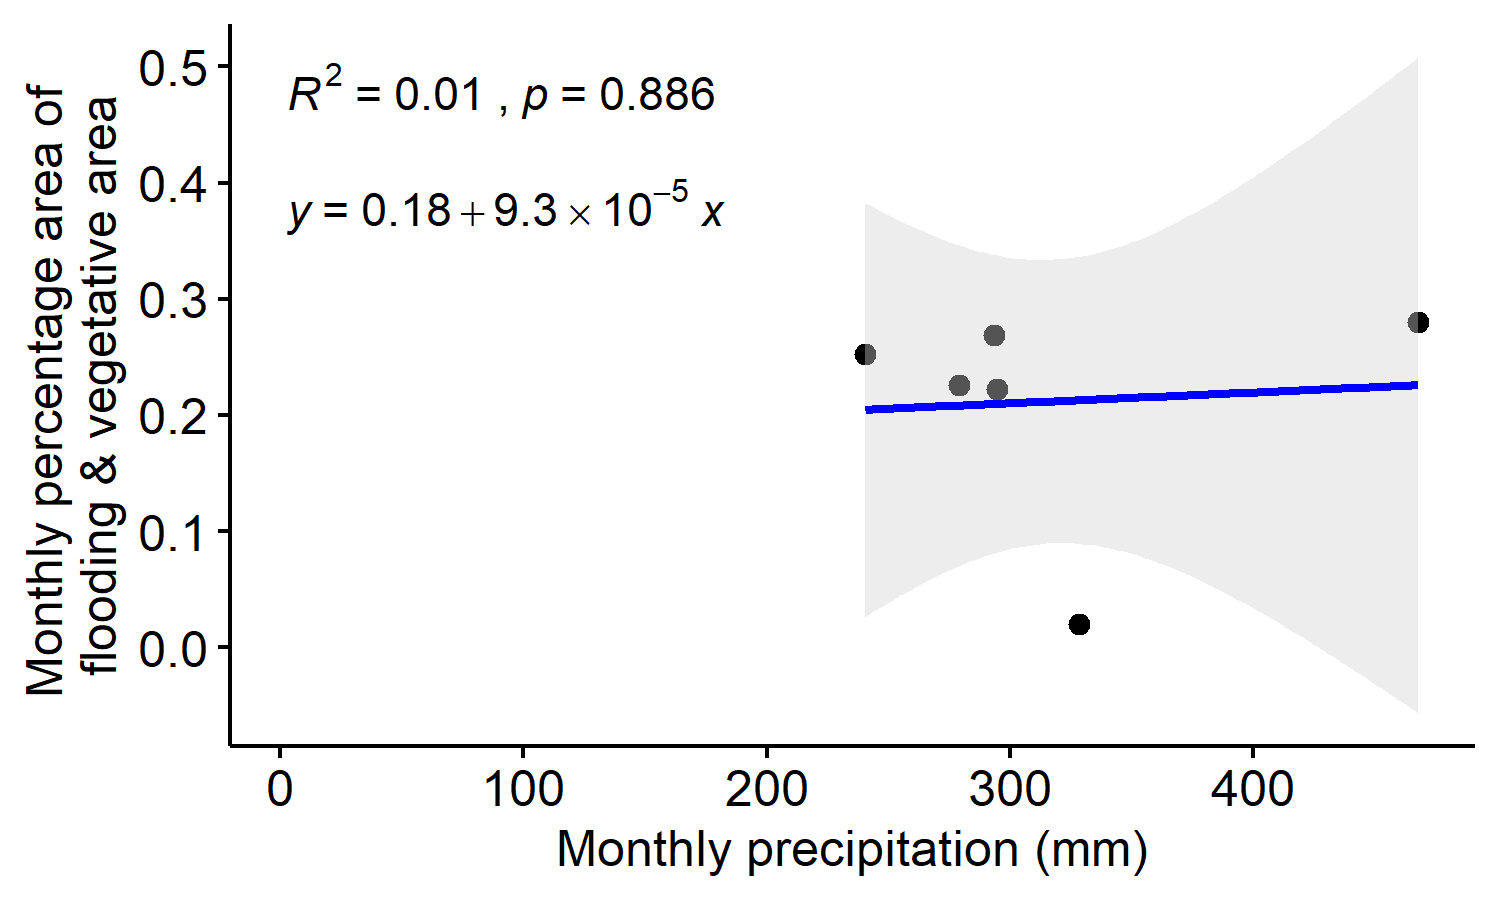 Monthly percentage area of
flooding & vegetative area
0.5
0.4
0.3
0.2
0.1
0.0
R² = 0.01 , p = 0.886
y = 0.18 + 9.3 × 10⁻⁵ x
0 100 200 300 400
Monthly precipitation (mm)